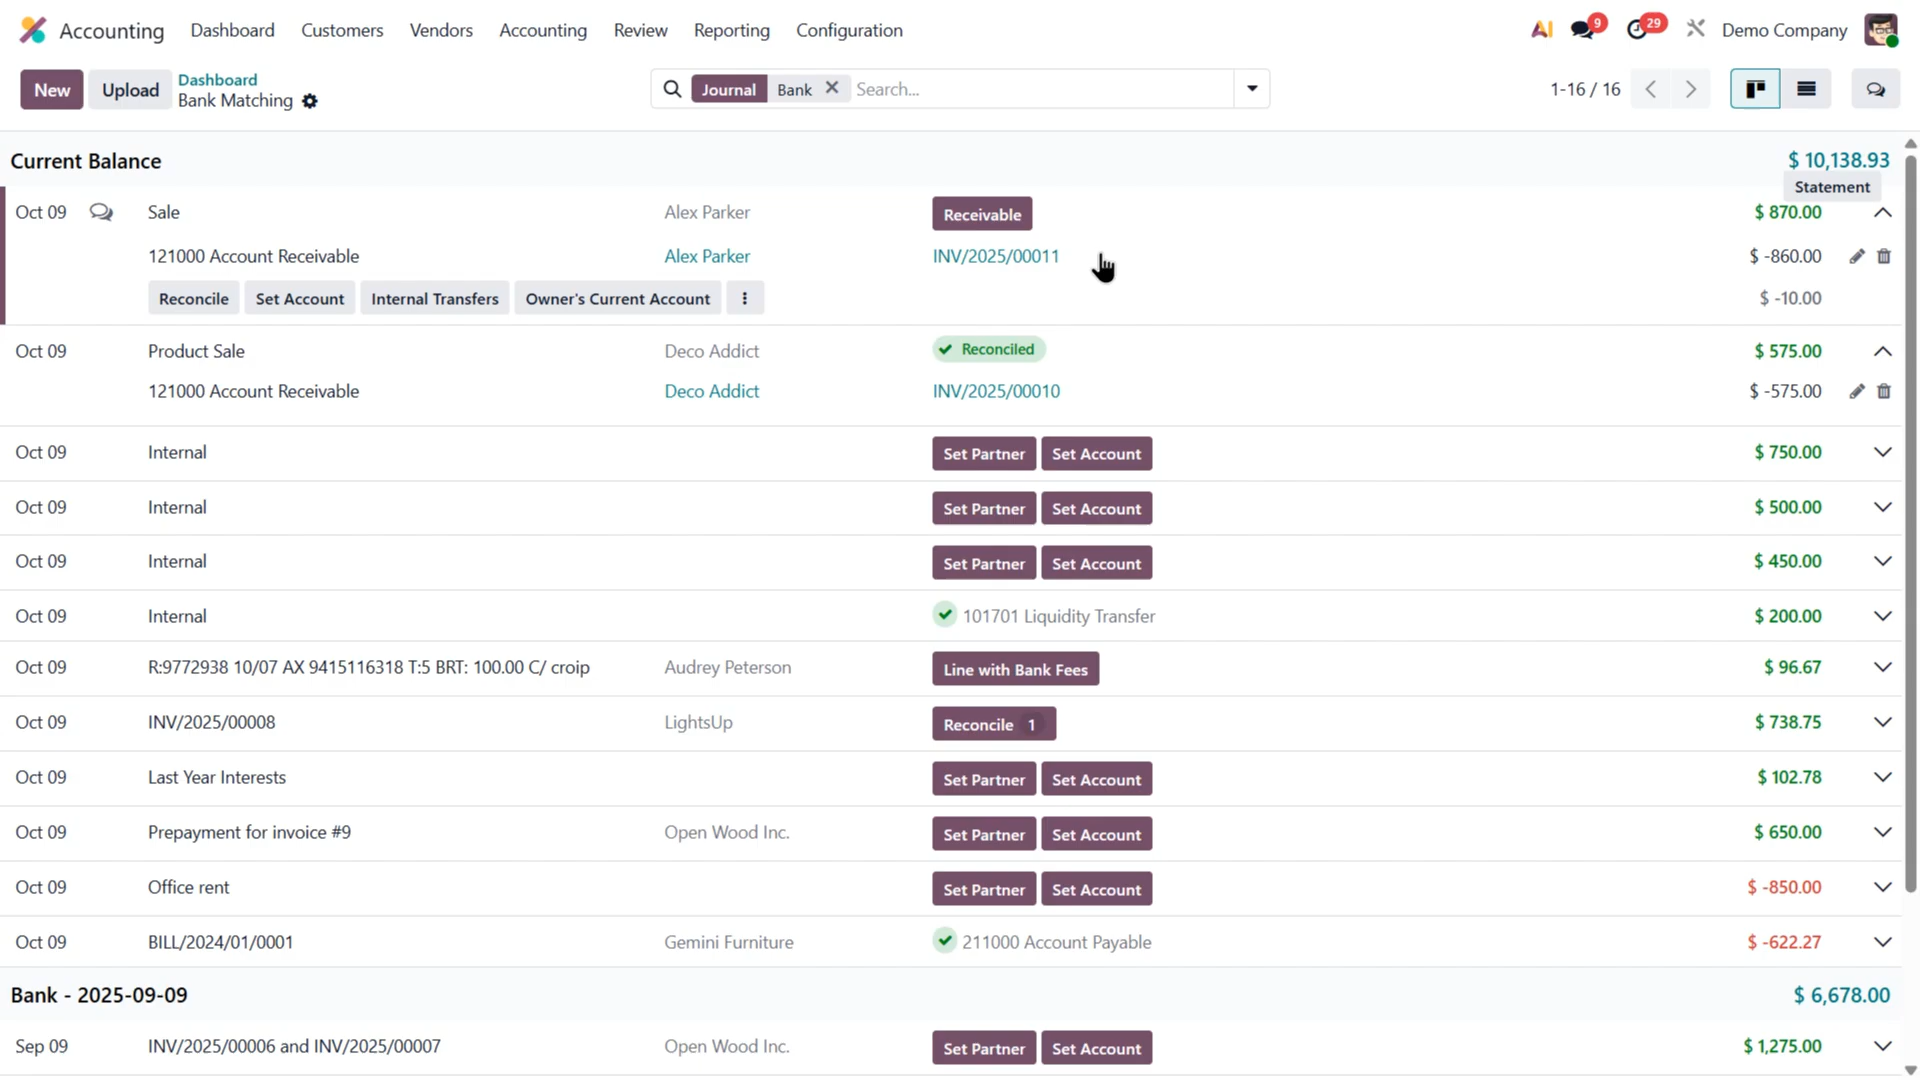 Accounting Dashboard Customers Vendors Accounting Review Reporting Configuration AI 9 29 Demo Company
New Upload Dashboard
Bank Matching
Journal Bank Search... 1-16 / 16
Current Balance $ 10,138.93
Statement
Oct 09 Sale Alex Parker Receivable $ 870.00
121000 Account Receivable Alex Parker INV/2025/00011 $ -860.00
Reconcile Set Account Internal Transfers Owner's Current Account $ -10.00
Oct 09 Product Sale Deco Addict Reconciled $ 575.00
121000 Account Receivable Deco Addict INV/2025/00010 $ -575.00
Oct 09 Internal Set Partner Set Account $ 750.00
Oct 09 Internal Set Partner Set Account $ 500.00
Oct 09 Internal Set Partner Set Account $ 450.00
Oct 09 Internal 101701 Liquidity Transfer $ 200.00
Oct 09 R:9772938 10/07 AX 9415116318 T:5 BRT: 100.00 C/ croip Audrey Peterson Line with Bank Fees $ 96.67
Oct 09 INV/2025/00008 LightsUp Reconcile 1 $ 738.75
Oct 09 Last Year Interests Set Partner Set Account $ 102.78
Oct 09 Prepayment for invoice #9 Open Wood Inc. Set Partner Set Account $ 650.00
Oct 09 Office rent Set Partner Set Account $ -850.00
Oct 09 BILL/2024/01/0001 Gemini Furniture 211000 Account Payable $ -622.27
Bank - 2025-09-09 $ 6,678.00
Sep 09 INV/2025/00006 and INV/2025/00007 Open Wood Inc. Set Partner Set Account $ 1,275.00